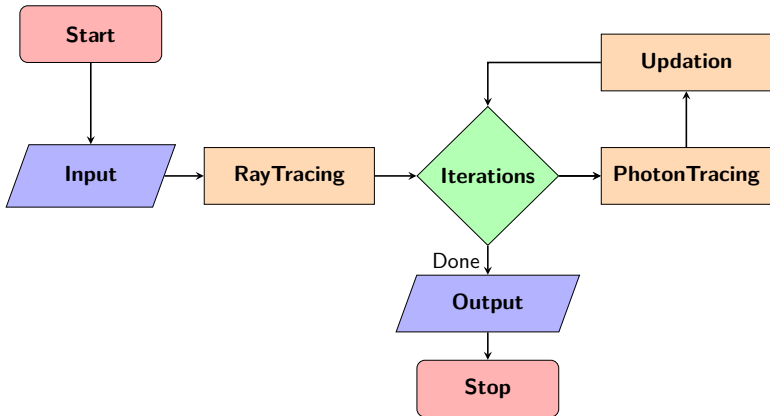 Start
Updation
Input
RayTracing
Iterations
PhotonTracing
Done
Output
Stop